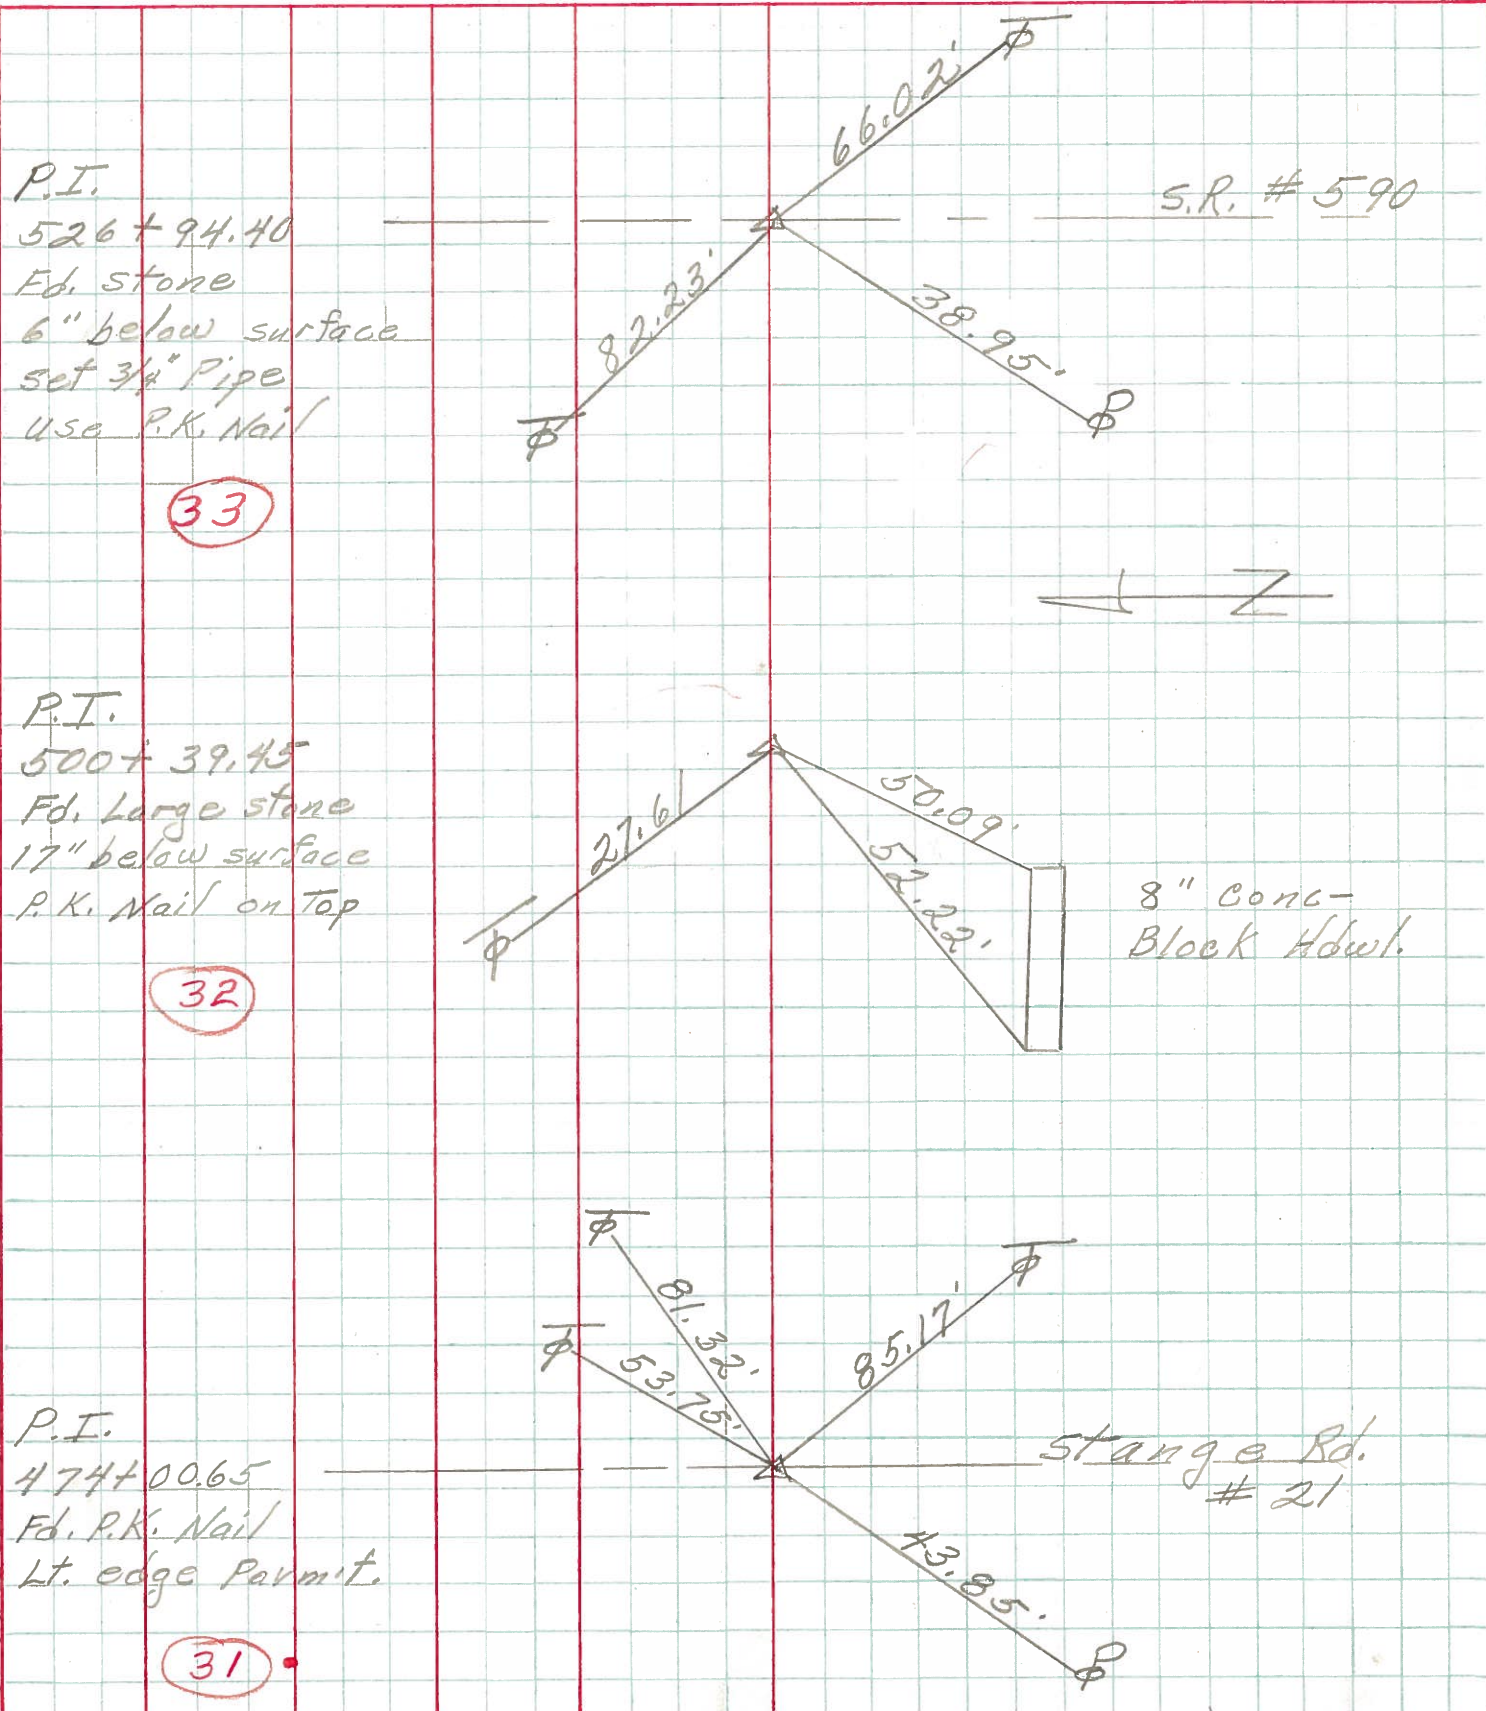 66.02'
P.I.
526+94.40
Fd. stone
6" below surface
set 3/4" Pipe
use P.K. Nail
S.R. # 590
82.23'
38.95'
33
N
P.I.
500+39.45
Fd. Large stone
17" below surface
P.K. Nail on Top
27.61
50.09'
52.22'
8" conc-
Block Hdwl.
32
81.32'
53.75'
85.17'
P.I.
474+00.65
Fd. P.K. Nail
Lt. edge Parmit.
Stange Rd.
# 21
43.85'
31